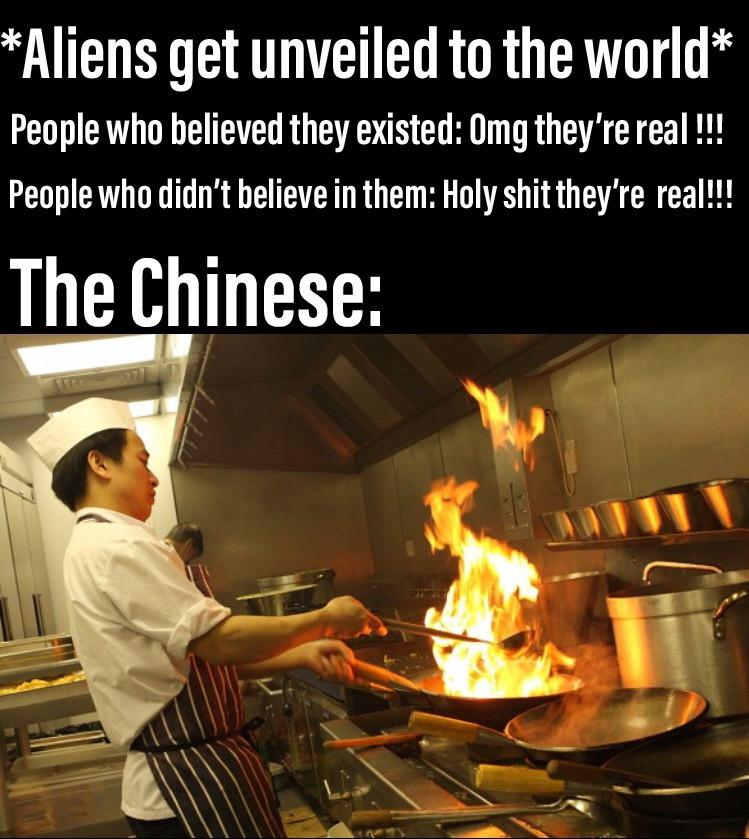 *Aliens get unveiled to the world*
People who believed they existed: Omg they're real !!!
People who didn't believe in them: Holy shit they're real!!!
The Chinese: